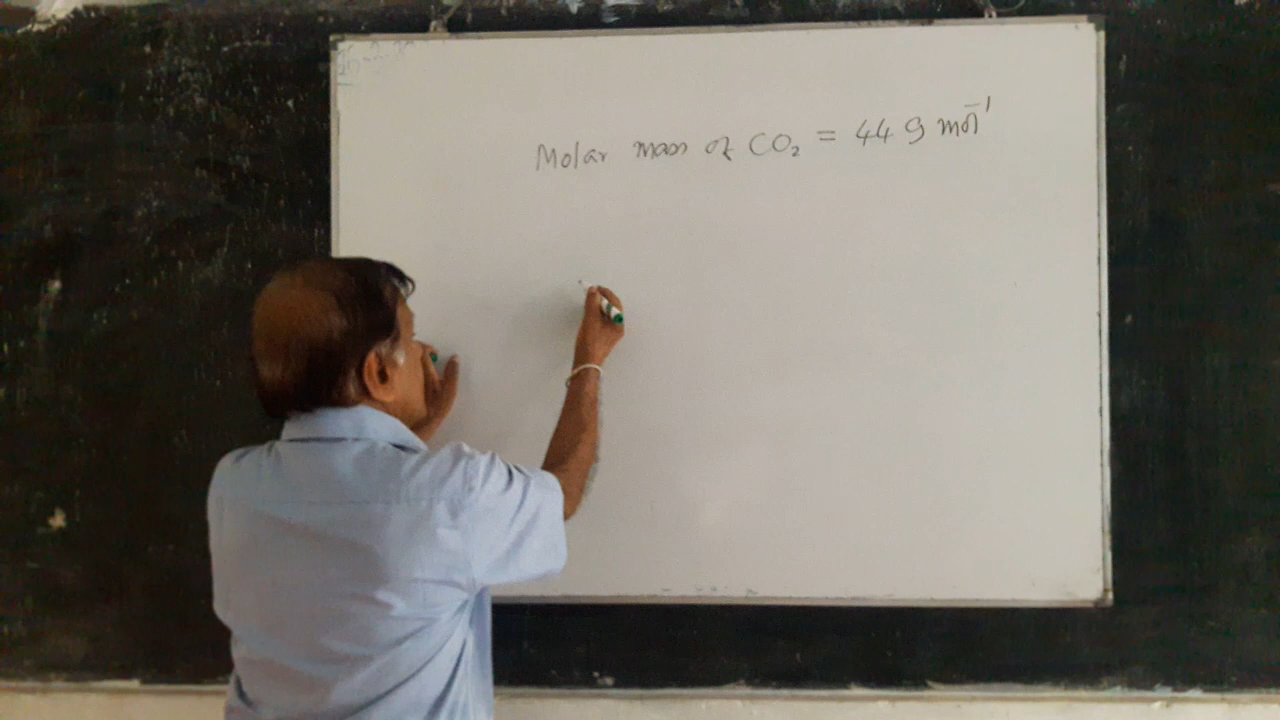 Molar mass of CO₂ = 44 g mol⁻¹